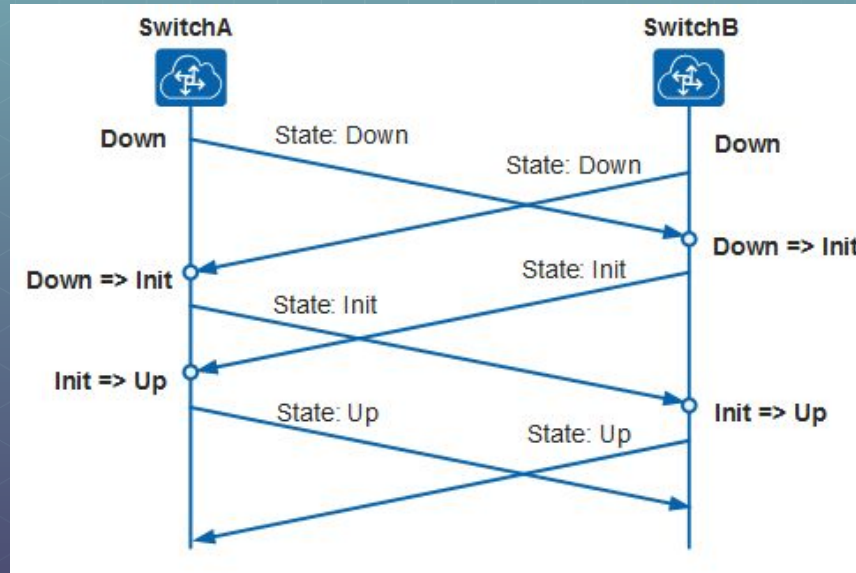 SwitchA
SwitchB
Down
State: Down
State: Down
Down
Down => Init
Down => Init
State: Init
State: Init
Init => Up
Init => Up
State: Up
State: Up